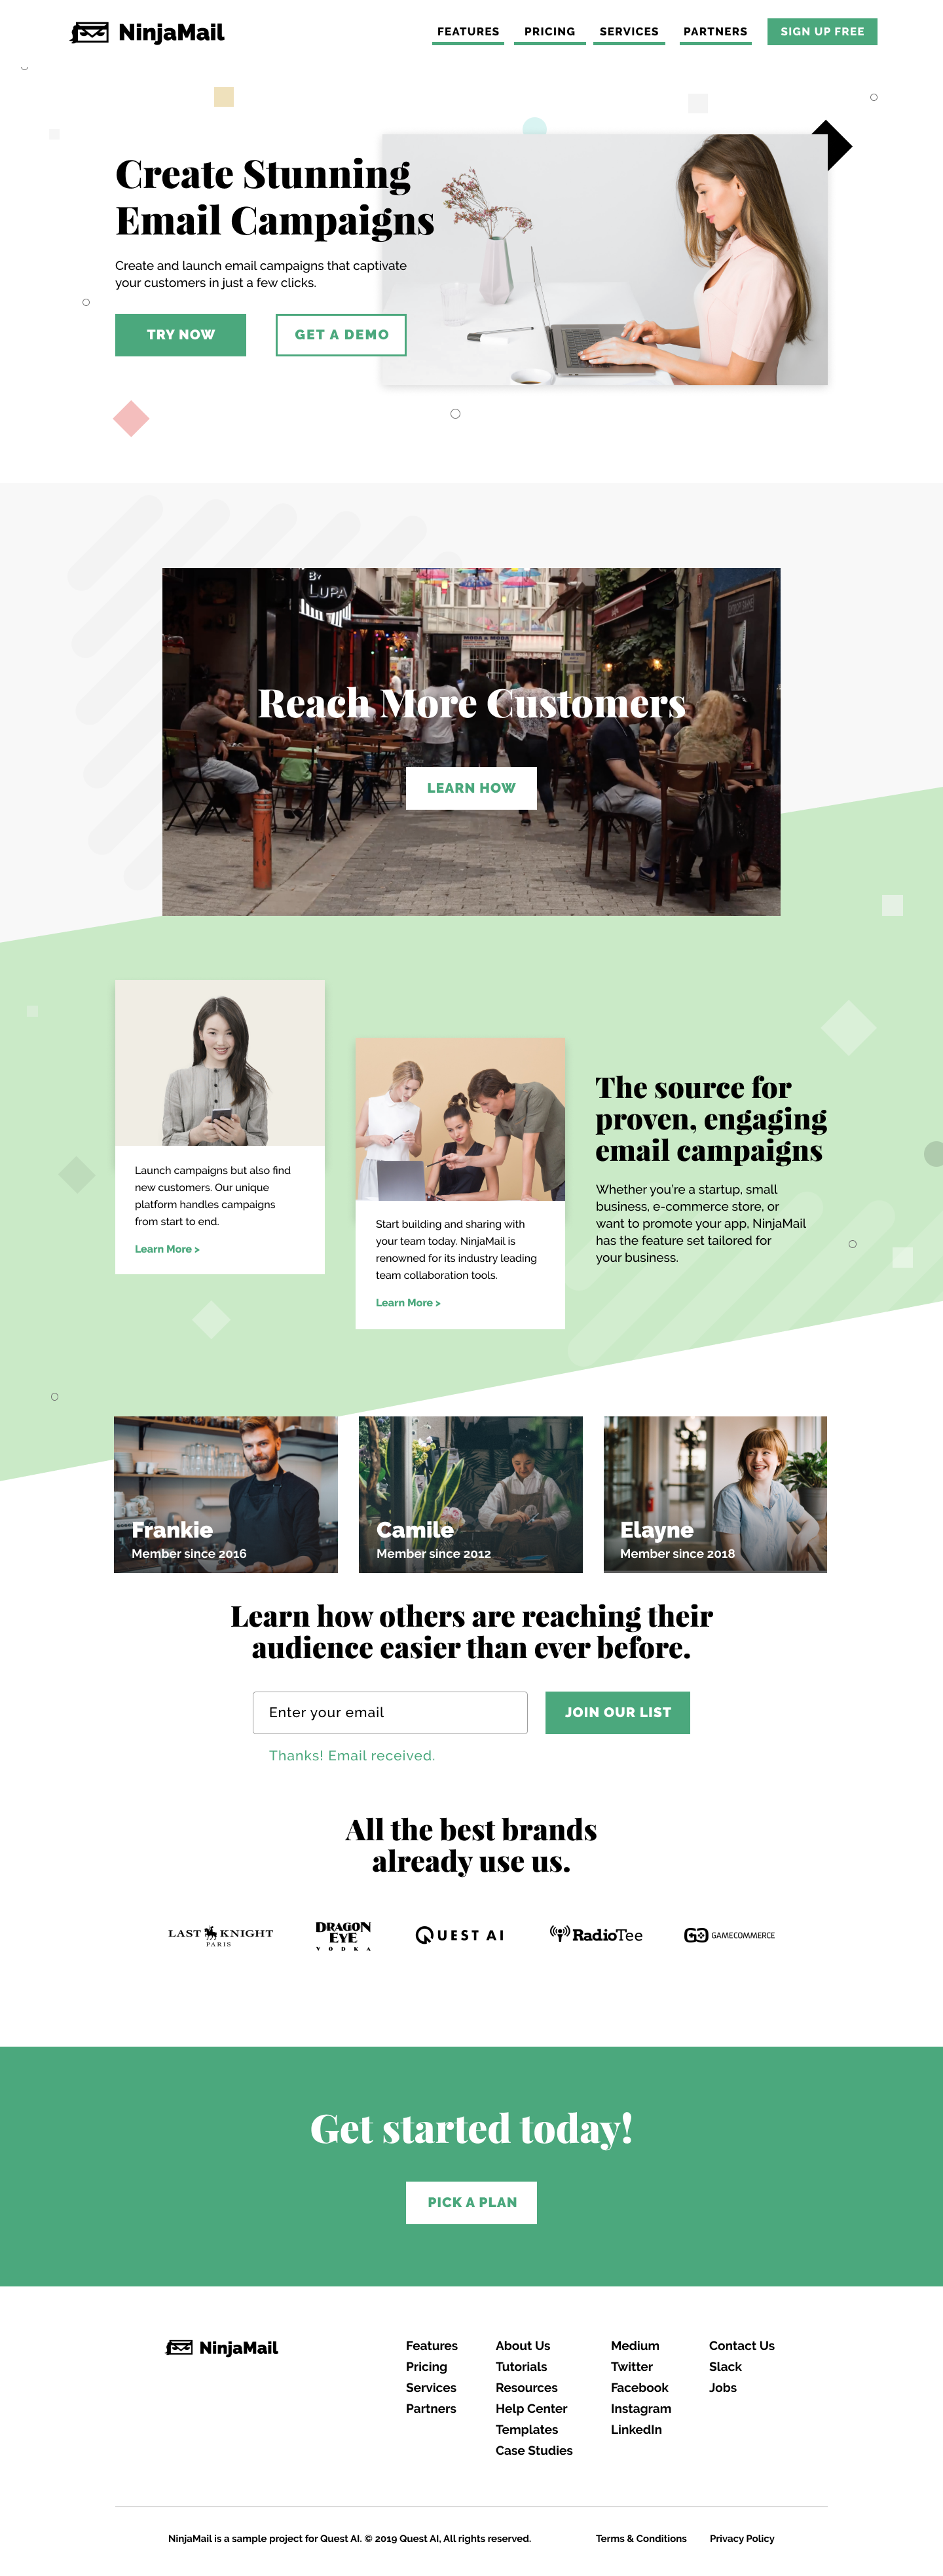 NinjaMail
FEATURES PRICING SERVICES PARTNERS SIGN UP FREE
Create Stunning
Email Campaigns
Create and launch email campaigns that captivate
your customers in just a few clicks.
TRY NOW GET A DEMO
By
LUPA
Reach More Customers
LEARN HOW
Launch campaigns but also find
new customers. Our unique
platform handles campaigns
from start to end.
Learn More >
Start building and sharing with
your team today. NinjaMail is
renowned for its industry leading
team collaboration tools.
Learn More >
The source for
proven, engaging
email campaigns
Whether you're a startup, small
business, e-commerce store, or
want to promote your app, NinjaMail
has the feature set tailored for
your business.
Frankie
Member since 2016
Camile
Member since 2012
Elayne
Member since 2018
Learn how others are reaching their
audience easier than ever before.
Enter your email JOIN OUR LIST
Thanks! Email received.
All the best brands
already use us.
LAST KNIGHT
PARIS
DRAGON
EYE
VODKA
QUEST AI
RadioTee
GAMECOMMERCE
Get started today!
PICK A PLAN
NinjaMail
Features
Pricing
Services
Partners
About Us
Tutorials
Resources
Help Center
Templates
Case Studies
Medium
Twitter
Facebook
Instagram
LinkedIn
Contact Us
Slack
Jobs
NinjaMail is a sample project for Quest AI. © 2019 Quest AI, All rights reserved. Terms & Conditions Privacy Policy